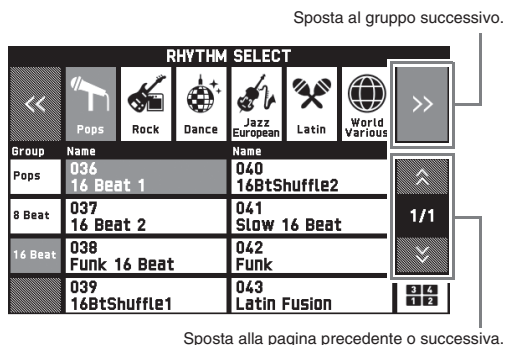 Sposta al gruppo successivo.
RHYTHM SELECT
<< Pops Rock Dance Jazz European Latin World Various >>
Group Name Name
Pops 036 16 Beat 1 040 16BtShuffle2
8 Beat 037 16 Beat 2 041 Slow 16 Beat 1/1
16 Beat 038 Funk 16 Beat 042 Funk
039 16BtShuffle1 043 Latin Fusion 3 4 1 2
Sposta alla pagina precedente o successiva.